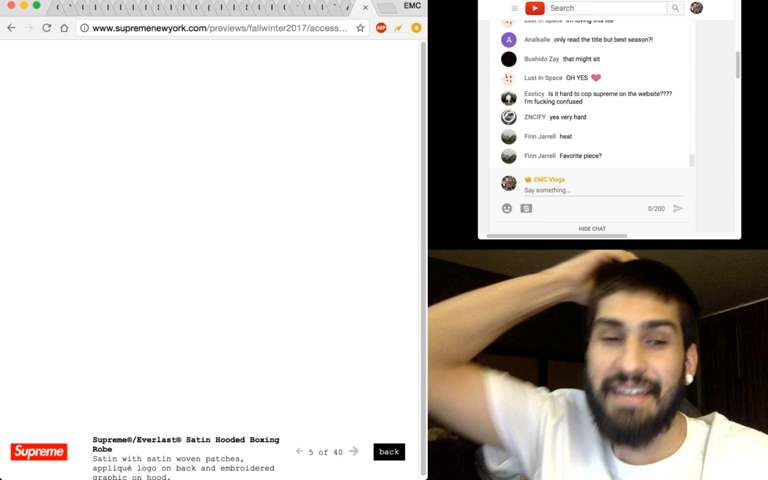 EMC
www.supremenewyork.com/previews/fallwinter2017/access...
ABP
Supreme
Supreme®/Everlast® Satin Hooded Boxing
Robe
Satin with satin woven patches,
appliqué logo on back and embroidered
graphic on hood.
5 of 40
back
Search
Lust in Space im loving this tee
Analkalle only read the title but best season?!
Bushido Zay that might sit
Lust in Space OH YES
Exsticy Is it hard to cop supreme on the website????
I'm fucking confused
ZNCIFY yes very hard
Finn Jarrell heat
Finn Jarrell Favorite piece?
EMC Vlogs
Say something...
0/200
HIDE CHAT